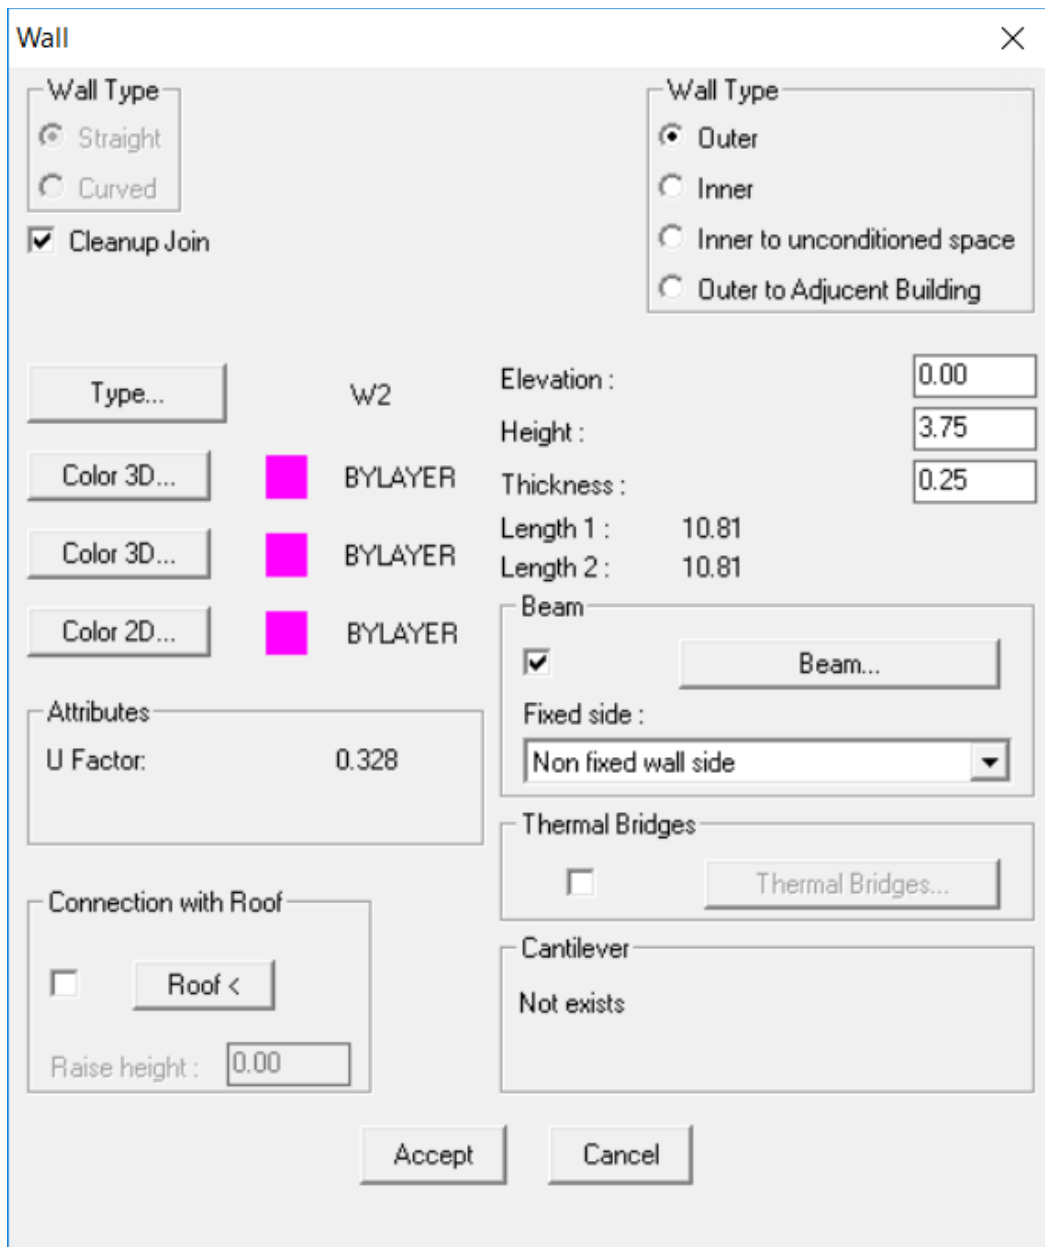 Wall
Wall Type
Straight
Curved
Cleanup Join
Wall Type
Outer
Inner
Inner to unconditioned space
Outer to Adjucent Building
Type... W2
Color 3D... BYLAYER
Color 3D... BYLAYER
Color 2D... BYLAYER
Elevation : 0.00
Height : 3.75
Thickness : 0.25
Length 1 : 10.81
Length 2 : 10.81
Attributes
U Factor: 0.328
Beam
Beam...
Fixed side :
Non fixed wall side
Thermal Bridges
Thermal Bridges...
Connection with Roof
Roof <
Raise height : 0.00
Cantilever
Not exists
Accept Cancel